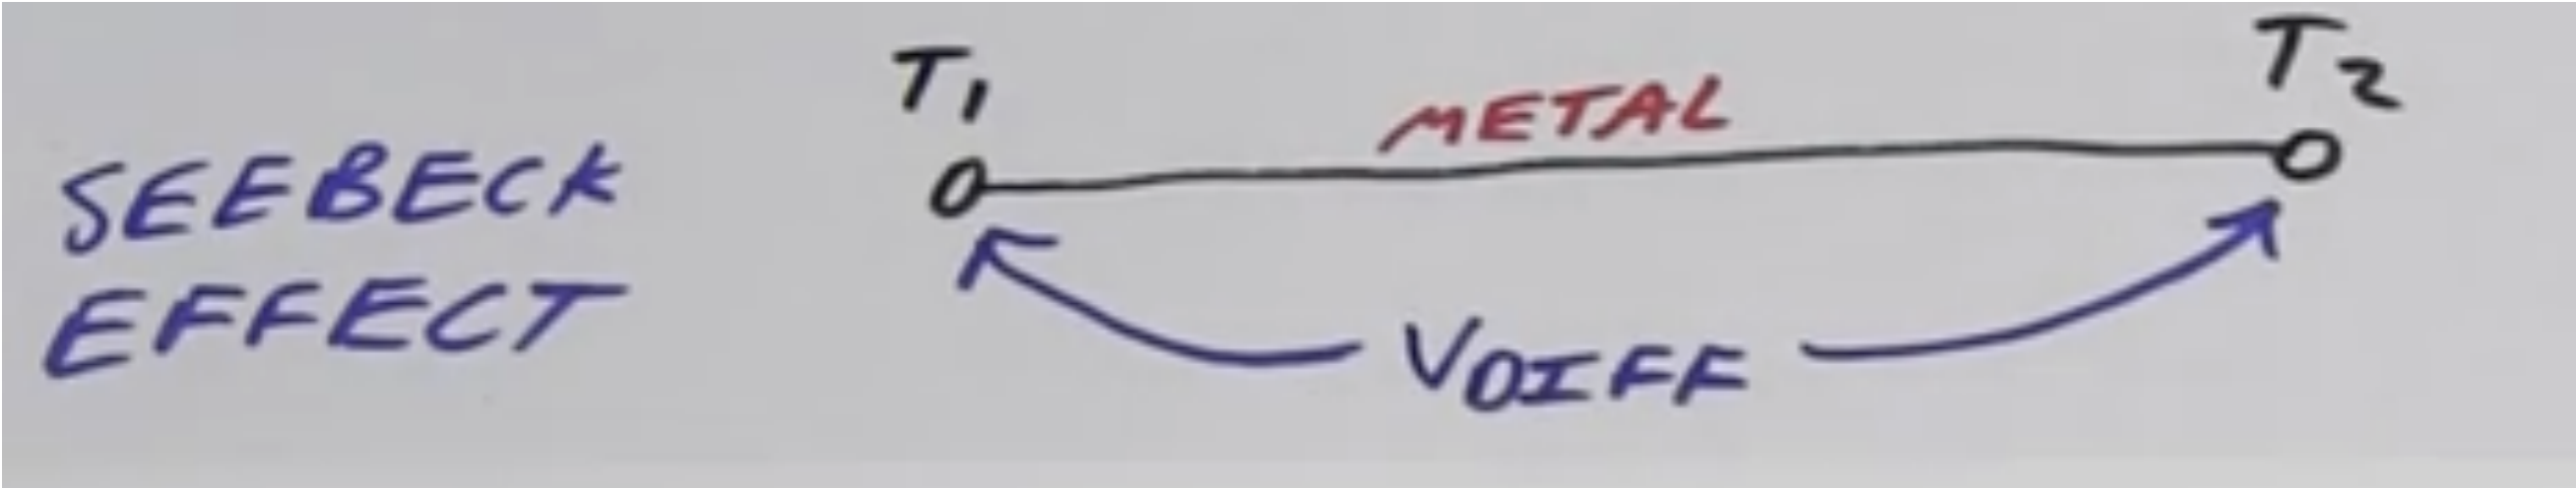 T1
METAL
T2
SEEBECK
EFFECT
VDIFF